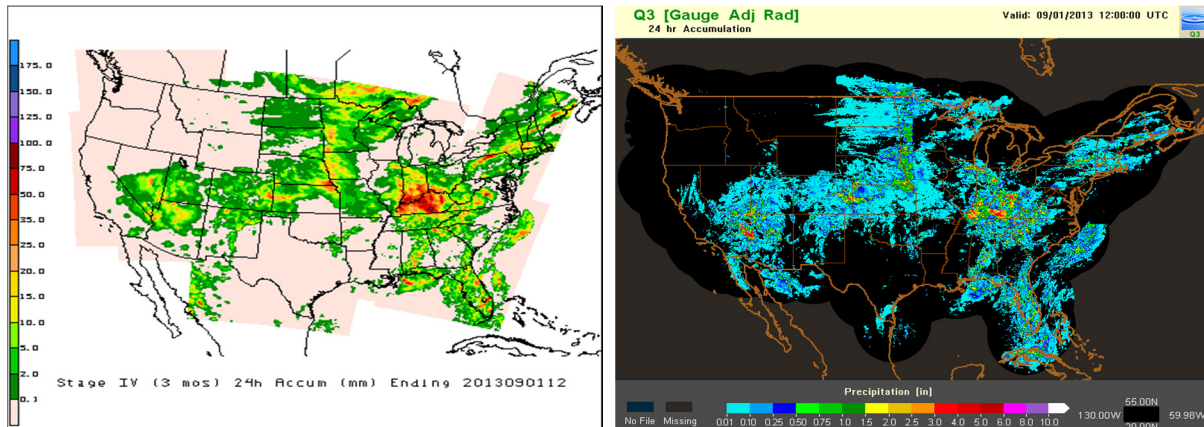 175.0
150.0
125.0
100.0
75.0
50.0
25.0
20.0
15.0
10.0
5.0
2.0
0.1
Stage IV (3 mos) 24h Accum (mm) Ending 2013090112
Q3 [Gauge Adj Rad]
24 hr Accumulation
Valid: 09/01/2013 12:00:00 UTC
Q3
Precipitation [in]
No File
Missing
0.01 0.10 0.25 0.50 0.75 1.0 1.5 2.0 2.5 3.0 4.0 5.0 6.0 8.0 10.0
55.00N
130.00W
59.98W
20.00N